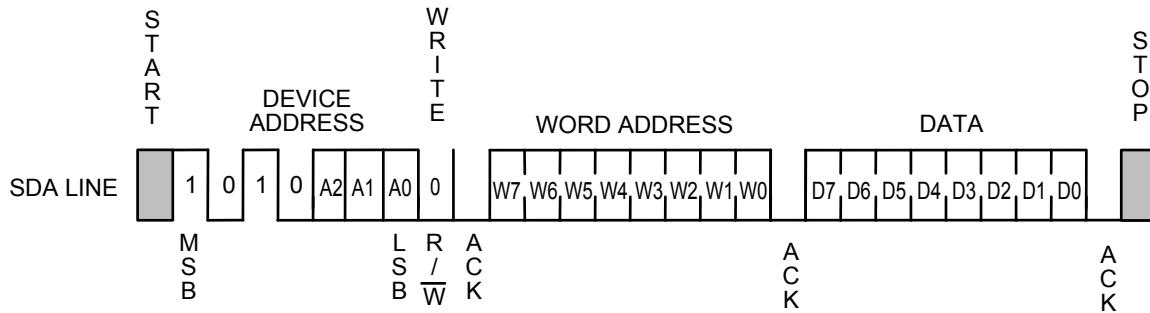 START
WRITE
STOP
DEVICE
ADDRESS
WORD ADDRESS
DATA
SDA LINE
1 0 1 0 A2 A1 A0 0 W7 W6 W5 W4 W3 W2 W1 W0 D7 D6 D5 D4 D3 D2 D1 D0
MSB
LSB
R/W̅
ACK
ACK
ACK